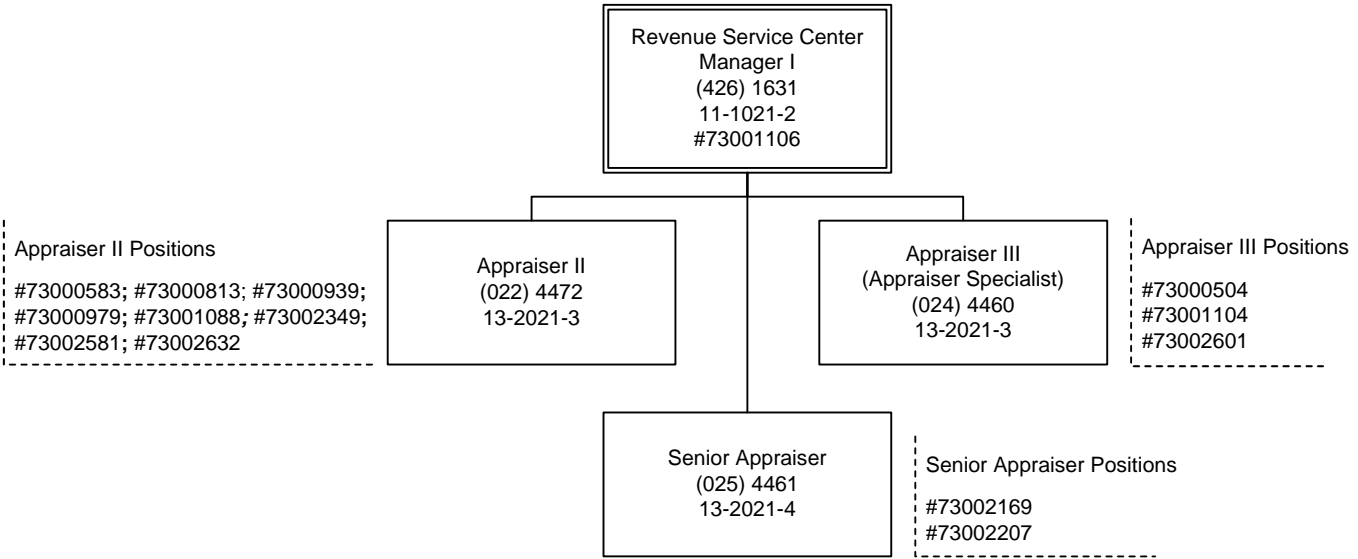 Revenue Service Center
Manager I
(426) 1631
11-1021-2
#73001106
Appraiser II Positions
#73000583; #73000813; #73000939;
#73000979; #73001088; #73002349;
#73002581; #73002632
Appraiser II
(022) 4472
13-2021-3
Appraiser III
(Appraiser Specialist)
(024) 4460
13-2021-3
Appraiser III Positions
#73000504
#73001104
#73002601
Senior Appraiser
(025) 4461
13-2021-4
Senior Appraiser Positions
#73002169
#73002207